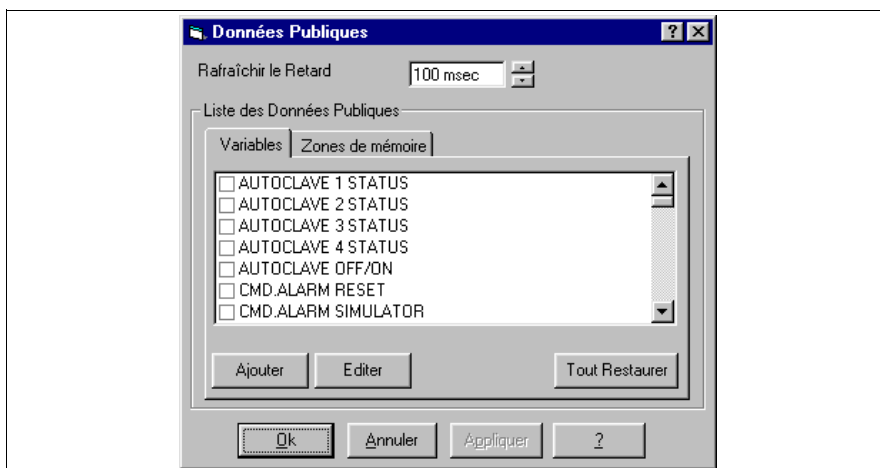 Données Publiques
Rafraîchir le Retard 100 msec
Liste des Données Publiques
Variables Zones de mémoire
AUTOCLAVE 1 STATUS
AUTOCLAVE 2 STATUS
AUTOCLAVE 3 STATUS
AUTOCLAVE 4 STATUS
AUTOCLAVE OFF/ON
CMD.ALARM RESET
CMD.ALARM SIMULATOR
Ajouter Editer Tout Restaurer
Ok Annuler Appliquer ?